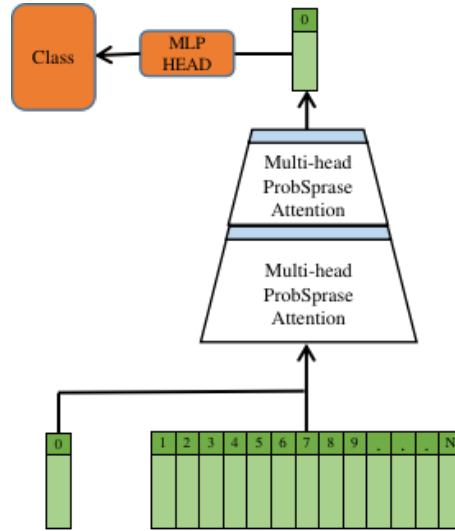 0
MLP
HEAD
Class
Multi-head
ProbSprase
Attention
Multi-head
ProbSprase
Attention
0
1 2 3 4 5 6 7 8 9 . . . N